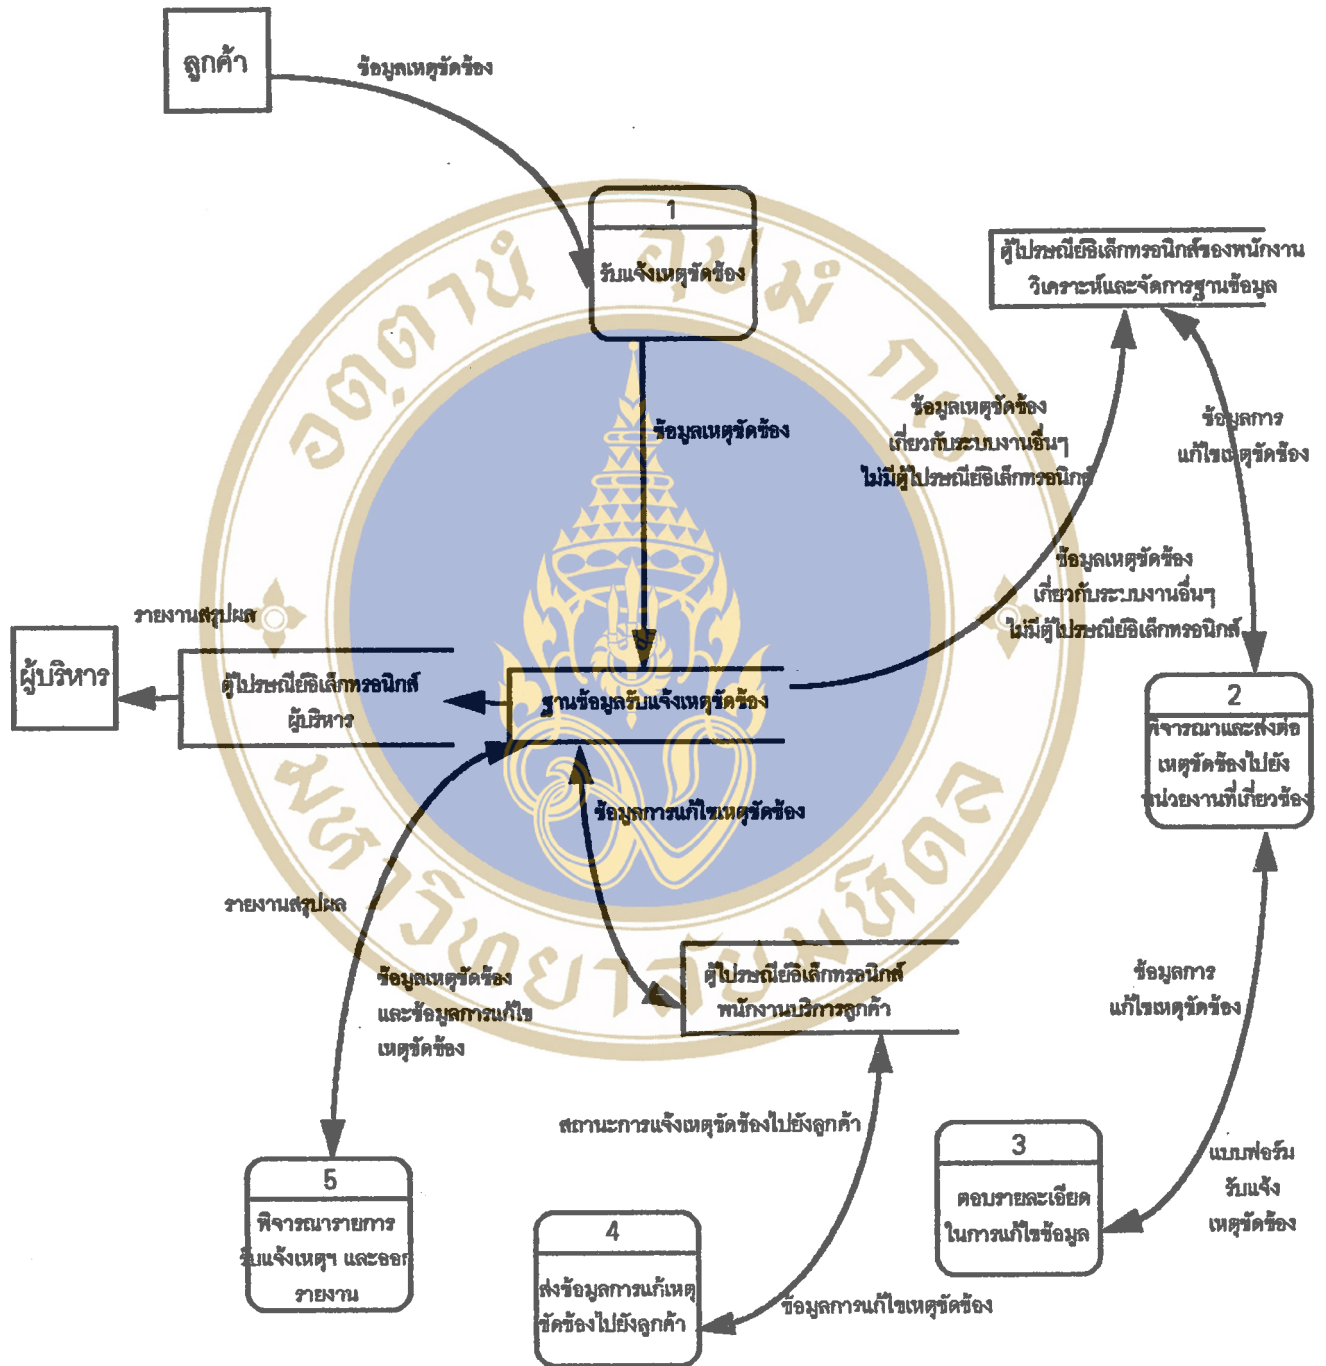 ลูกค้า
ข้อมูลเหตุขัดข้อง
1
รับแจ้งเหตุขัดข้อง
ตู้ไปรษณีย์อิเล็กทรอนิกส์ของพนักงาน
วิเคราะห์และจัดการฐานข้อมูล
ข้อมูลเหตุขัดข้อง
ข้อมูลเหตุขัดข้อง
เกี่ยวกับระบบงานอื่นๆ
ไม่มีตู้ไปรษณีย์อิเล็กทรอนิกส์
ข้อมูลการ
แก้ไขเหตุขัดข้อง
ข้อมูลเหตุขัดข้อง
เกี่ยวกับระบบงานอื่นๆ
ไม่มีตู้ไปรษณีย์อิเล็กทรอนิกส์
รายงานสรุปผล
ผู้บริหาร
ตู้ไปรษณีย์อิเล็กทรอนิกส์
ผู้บริหาร
ฐานข้อมูลรับแจ้งเหตุขัดข้อง
2
พิจารณาและส่งต่อ
เหตุขัดข้องไปยัง
หน่วยงานที่เกี่ยวข้อง
ข้อมูลการแก้ไขเหตุขัดข้อง
รายงานสรุปผล
ข้อมูลเหตุขัดข้อง
และข้อมูลการแก้ไข
เหตุขัดข้อง
ตู้ไปรษณีย์อิเล็กทรอนิกส์
พนักงานบริการลูกค้า
ข้อมูลการ
แก้ไขเหตุขัดข้อง
สถานะการแจ้งเหตุขัดข้องไปยังลูกค้า
3
ตอบรายละเอียด
ในการแก้ไขข้อมูล
แบบฟอร์ม
รับแจ้ง
เหตุขัดข้อง
5
พิจารณารายการ
รับแจ้งเหตุฯ และออก
รายงาน
4
ส่งข้อมูลการแก้เหตุ
ขัดข้องไปยังลูกค้า
ข้อมูลการแก้ไขเหตุขัดข้อง
อตฺตานํ อุปมํ กเร
มหาวิทยาลัยมหิดล